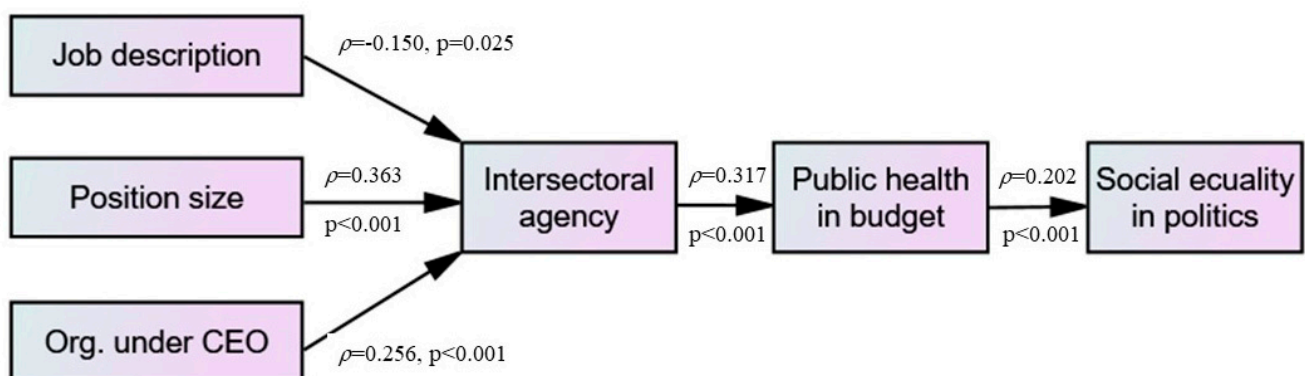 Job description
ρ=-0.150, p=0.025
Position size
ρ=0.363
p<0.001
Org. under CEO
ρ=0.256, p<0.001
Intersectoral
agency
ρ=0.317
p<0.001
Public health
in budget
ρ=0.202
p<0.001
Social ecuality
in politics